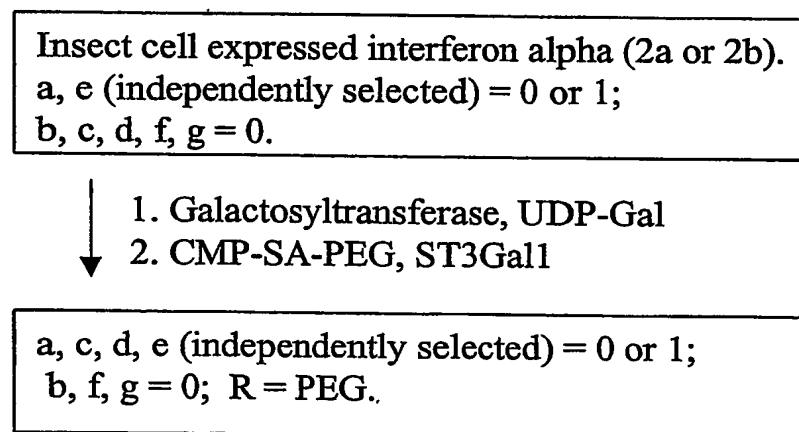 Insect cell expressed interferon alpha (2a or 2b).
a, e (independently selected) = 0 or 1;
b, c, d, f, g = 0.
1. Galactosyltransferase, UDP-Gal
2. CMP-SA-PEG, ST3Gal1
a, c, d, e (independently selected) = 0 or 1;
b, f, g = 0; R = PEG.